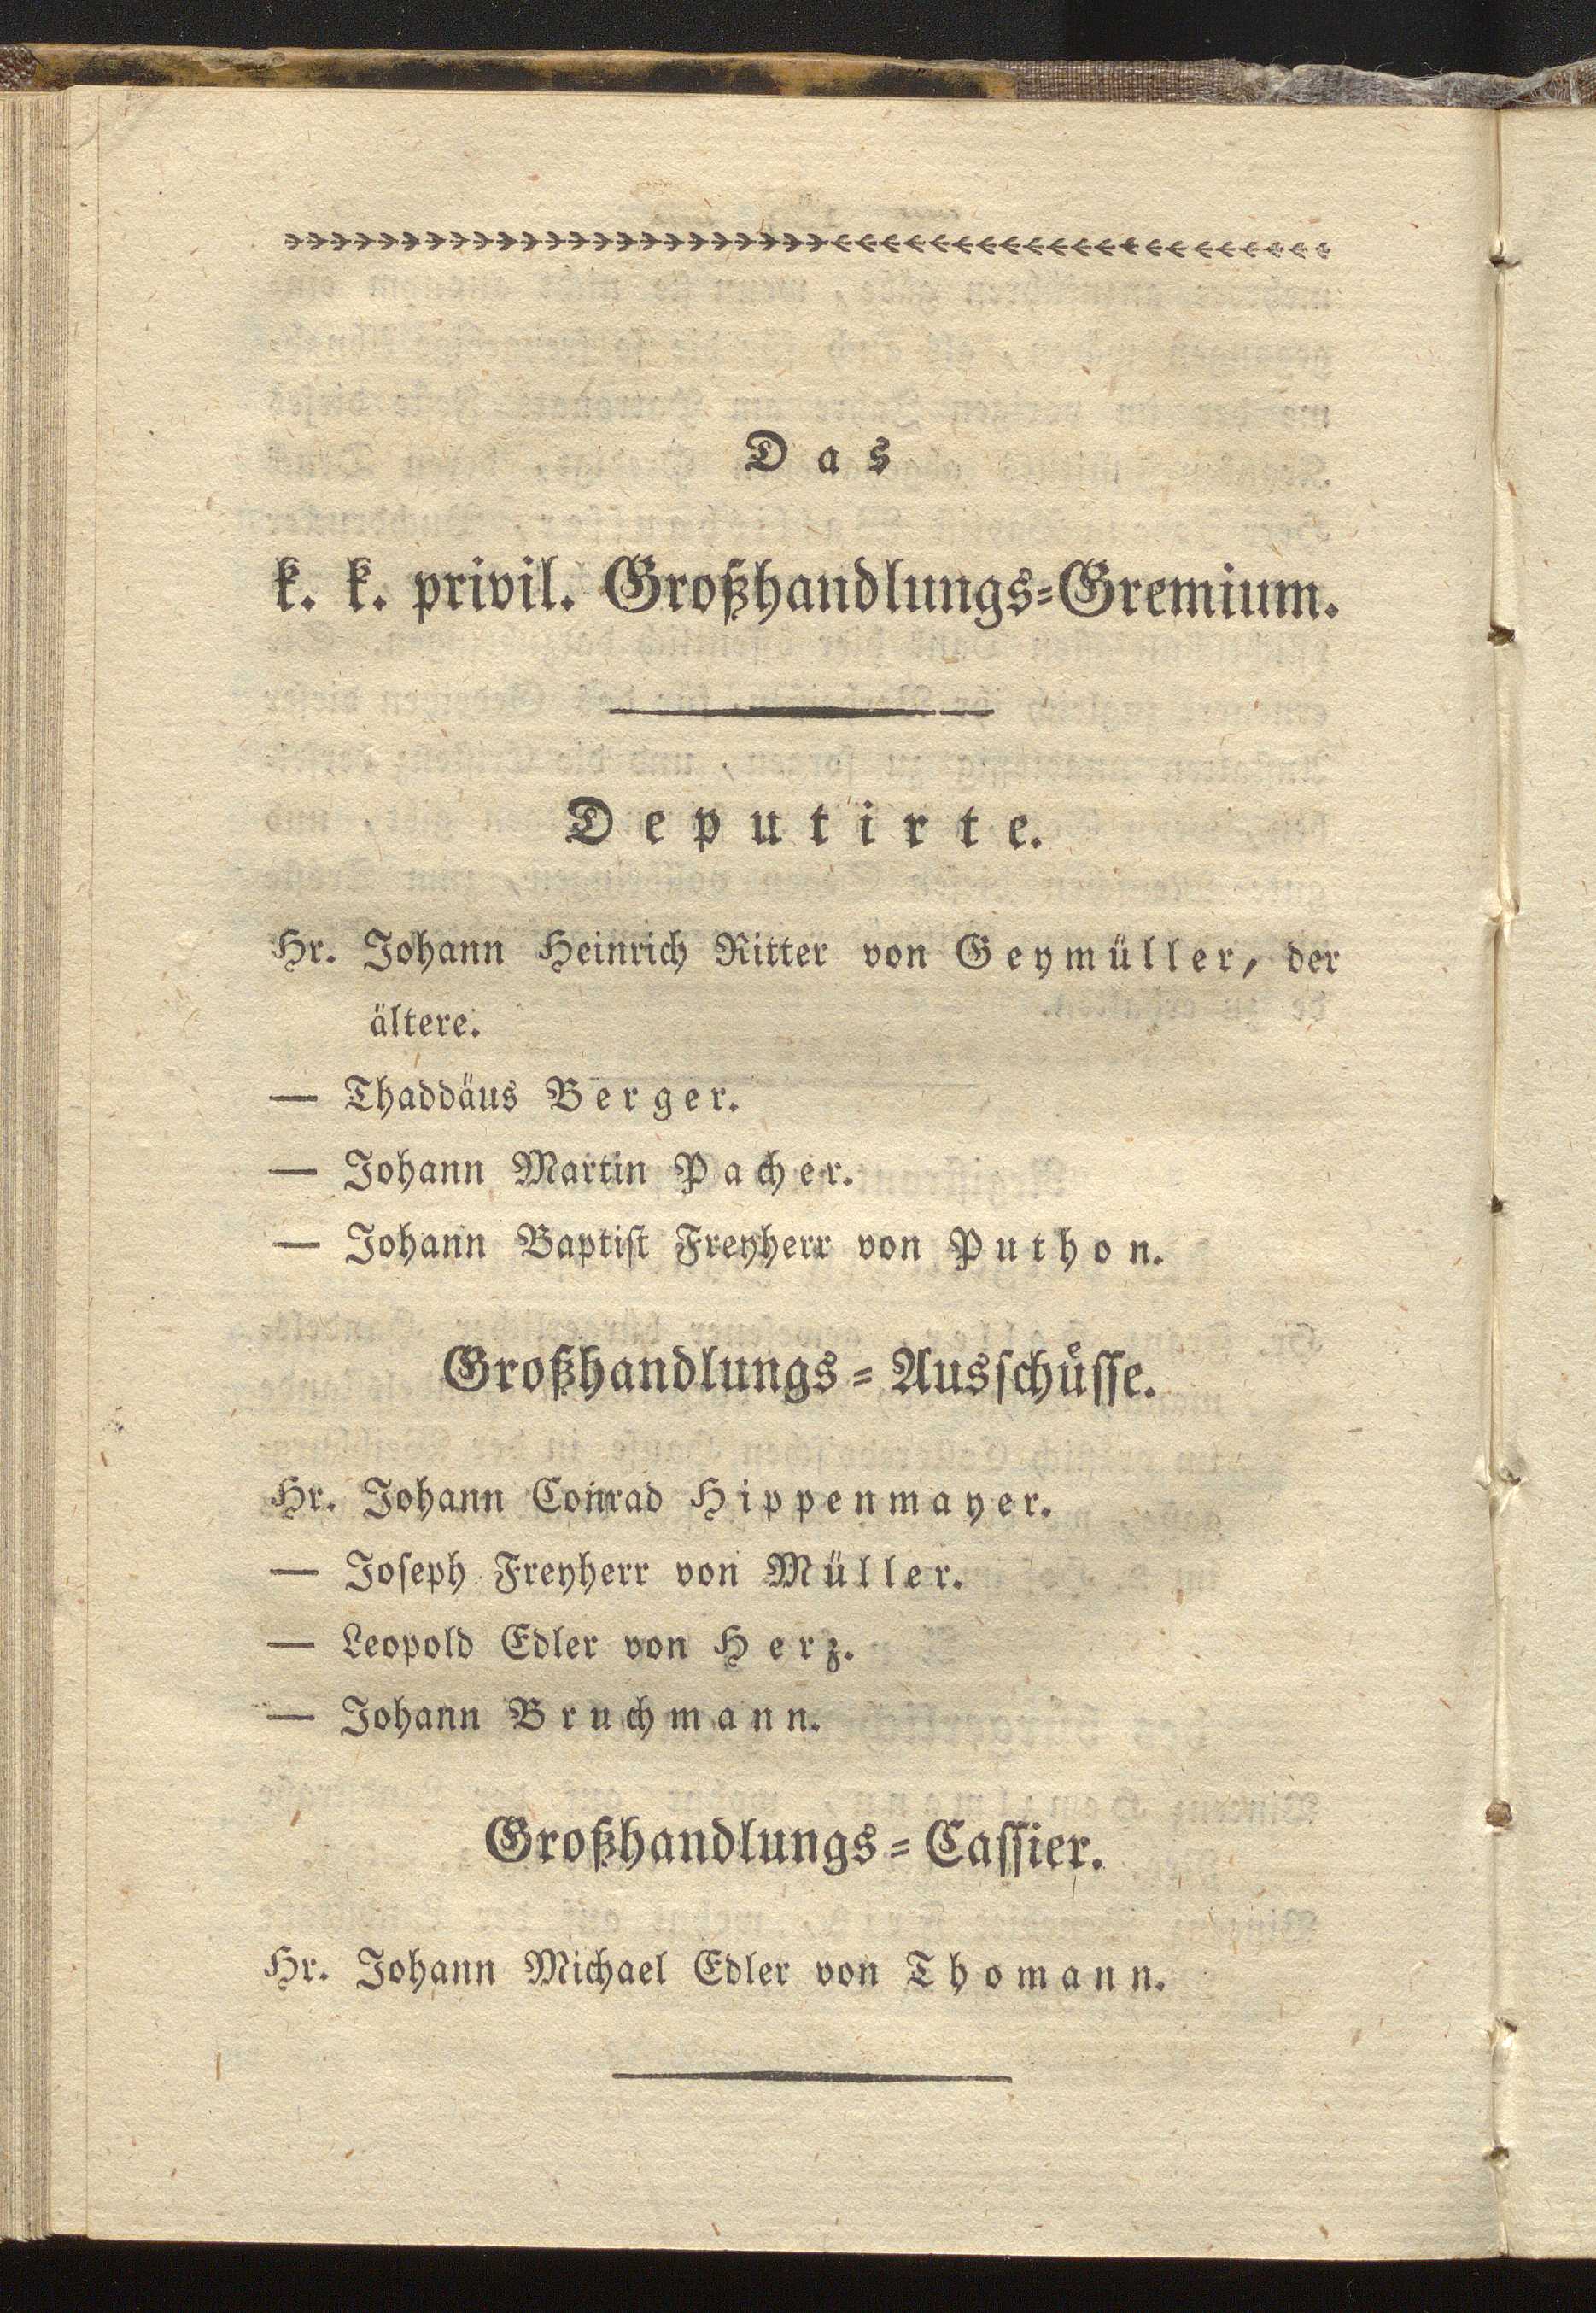 Das
k. k. privil. Großhandlungs-Gremium.
Deputirte.
Hr. Johann Heinrich Ritter von Geymüller, der
ältere.
— Thaddäus Berger.
— Johann Martin Pacher.
— Johann Baptist Freyherr von Puthon.
Großhandlungs-Ausschüsse.
Hr. Johann Conrad Hippenmayer.
— Joseph Freyherr von Müller.
— Leopold Edler von Herz.
— Johann Bruchmann.
Großhandlungs-Cassier.
Hr. Johann Michael Edler von Thomann.